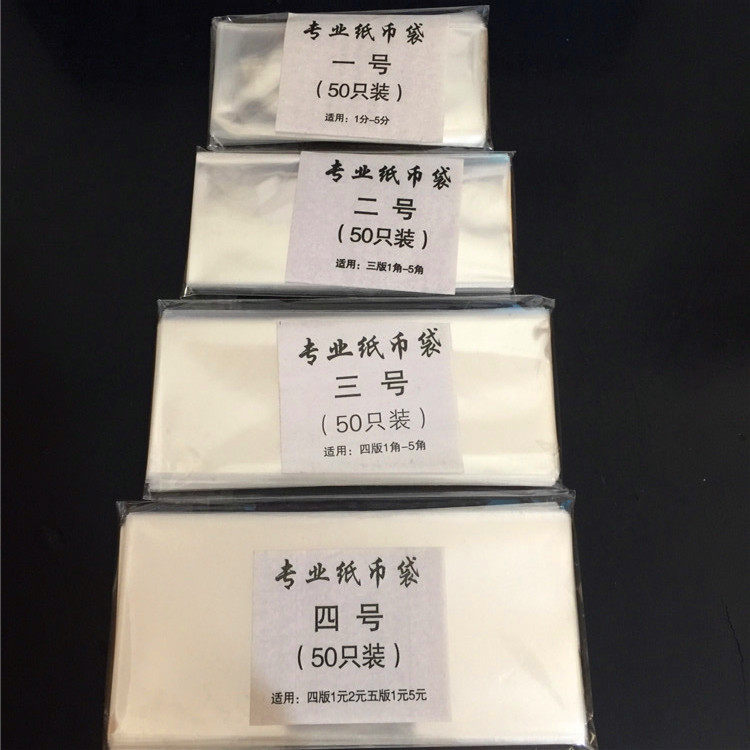 专业纸币袋
一号
（50只装）
适用：1分-5分
专业纸币袋
二号
（50只装）
适用：三版1角-5角
专业纸币袋
三号
（50只装）
适用：四版1角-5角
专业纸币袋
四号
（50只装）
适用：四版1元2元五版1元5元